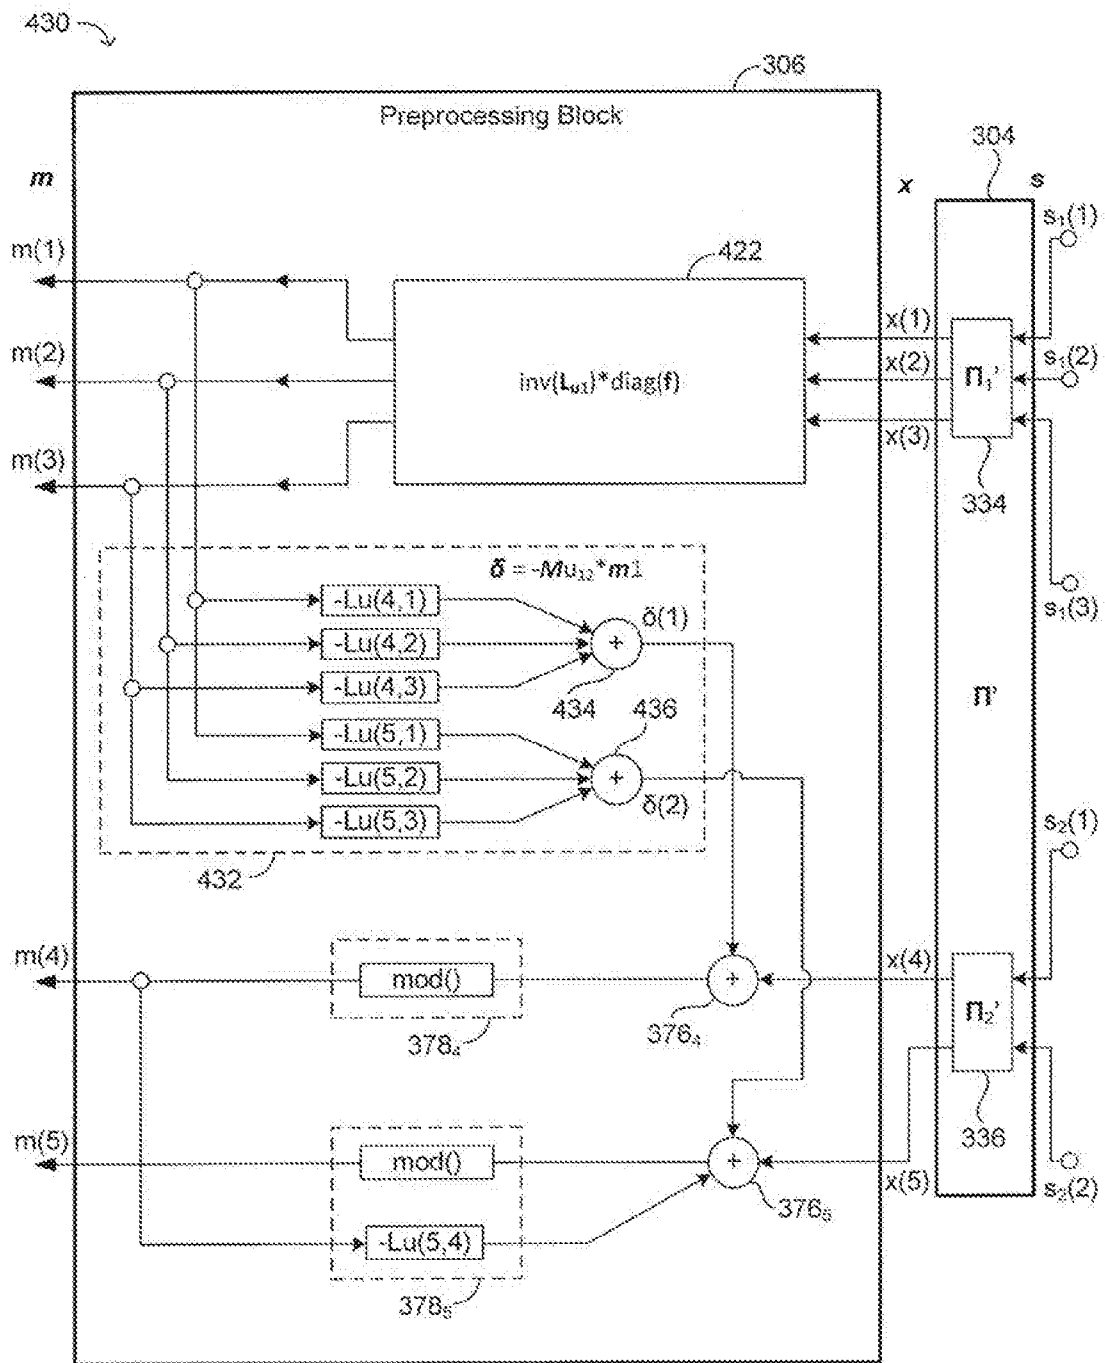 430
306
Preprocessing Block
304
m
x
s
s₁(1)
m(1)
422
x(1)
m(2)
inv(Lᵤ₁)*diag(f)
x(2)
Π₁'
s₁(2)
x(3)
m(3)
334
δ = -Mu₁₂*m1
-Lu(4,1)
δ(1)
s₁(3)
-Lu(4,2)
+
-Lu(4,3)
434
436
Π'
-Lu(5,1)
-Lu(5,2)
+
δ(2)
-Lu(5,3)
s₂(1)
432
m(4)
x(4)
mod()
+
Π₂'
378₄
376₄
m(5)
336
mod()
+
x(5)
s₂(2)
376₅
-Lu(5,4)
378₅